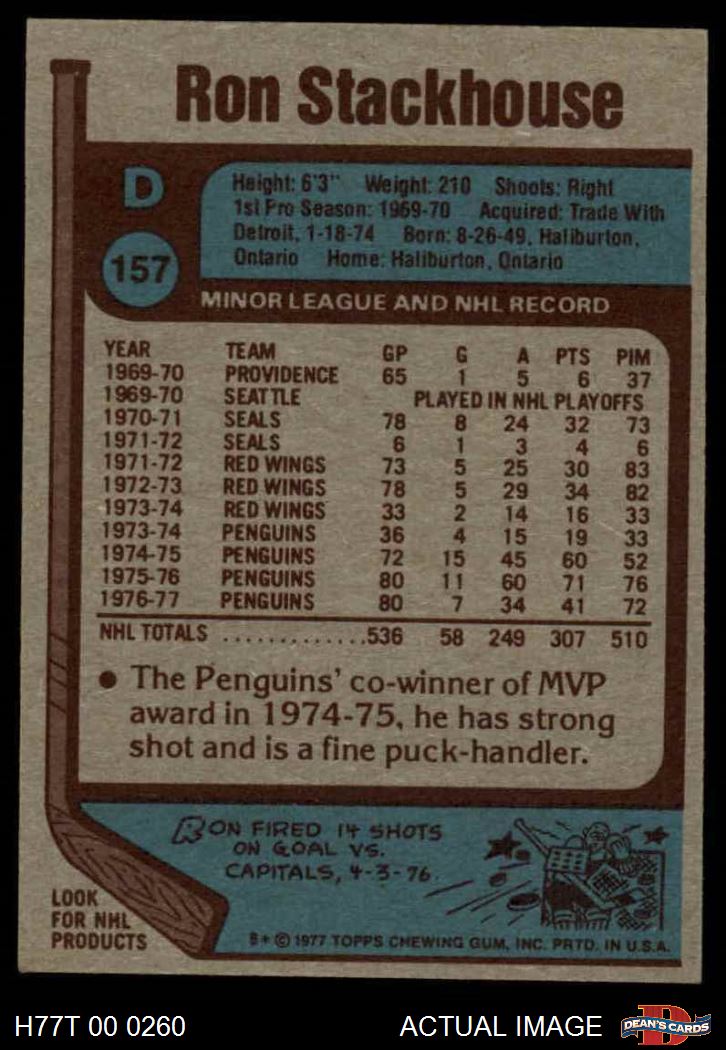 Ron Stackhouse
D
157
Height: 6'3" Weight: 210 Shoots: Right
1st Pro Season: 1969-70 Acquired: Trade With
Detroit, 1-18-74 Born: 8-26-49, Haliburton,
Ontario Home: Haliburton, Ontario
MINOR LEAGUE AND NHL RECORD
YEAR TEAM GP G A PTS PIM
1969-70 PROVIDENCE 65 1 5 6 37
1969-70 SEATTLE PLAYED IN NHL PLAYOFFS
1970-71 SEALS 78 8 24 32 73
1971-72 SEALS 6 1 3 4 6
1971-72 RED WINGS 73 5 25 30 83
1972-73 RED WINGS 78 5 29 34 82
1973-74 RED WINGS 33 2 14 16 33
1973-74 PENGUINS 36 4 15 19 33
1974-75 PENGUINS 72 15 45 60 52
1975-76 PENGUINS 80 11 60 71 76
1976-77 PENGUINS 80 7 34 41 72
NHL TOTALS .............536 58 249 307 510
● The Penguins' co-winner of MVP
award in 1974-75, he has strong
shot and is a fine puck-handler.
RON FIRED 14 SHOTS
ON GOAL VS.
CAPITALS, 4-3-76.
LOOK
FOR NHL
PRODUCTS
B* © 1977 TOPPS CHEWING GUM, INC. PRTD. IN U.S.A.
H77T 00 0260 ACTUAL IMAGE
D
DEAN'S CARDS